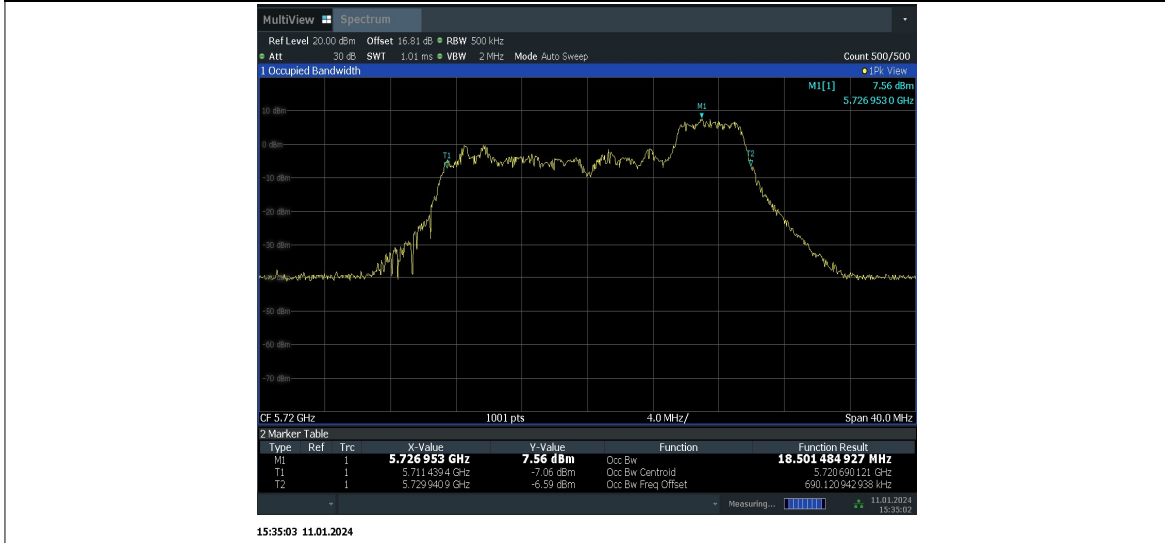 MultiView Spectrum
Ref Level 20.00 dBm Offset 16.81 dB RBW 500 kHz
Att 30 dB SWT 1.01 ms VBW 2 MHz Mode Auto Sweep Count 500/500
1 Occupied Bandwidth 1Pk View
M1[1] 7.56 dBm
5.726 953 0 GHz
M1
10 dBm
0 dBm
T1 T2
-10 dBm
-20 dBm
-30 dBm
-50 dBm
-60 dBm
-70 dBm
CF 5.72 GHz 1001 pts 4.0 MHz/ Span 40.0 MHz
2 Marker Table
Type Ref Trc X-Value Y-Value Function Function Result
M1 1 5.726 953 GHz 7.56 dBm Occ Bw 18.501 484 927 MHz
T1 1 5.711 439 4 GHz -7.06 dBm Occ Bw Centroid 5.720 690 121 GHz
T2 1 5.729 940 9 GHz -6.59 dBm Occ Bw Freq Offset 690.120 942 938 kHz
Measuring... 11.01.2024
15:35:02
15:35:03 11.01.2024